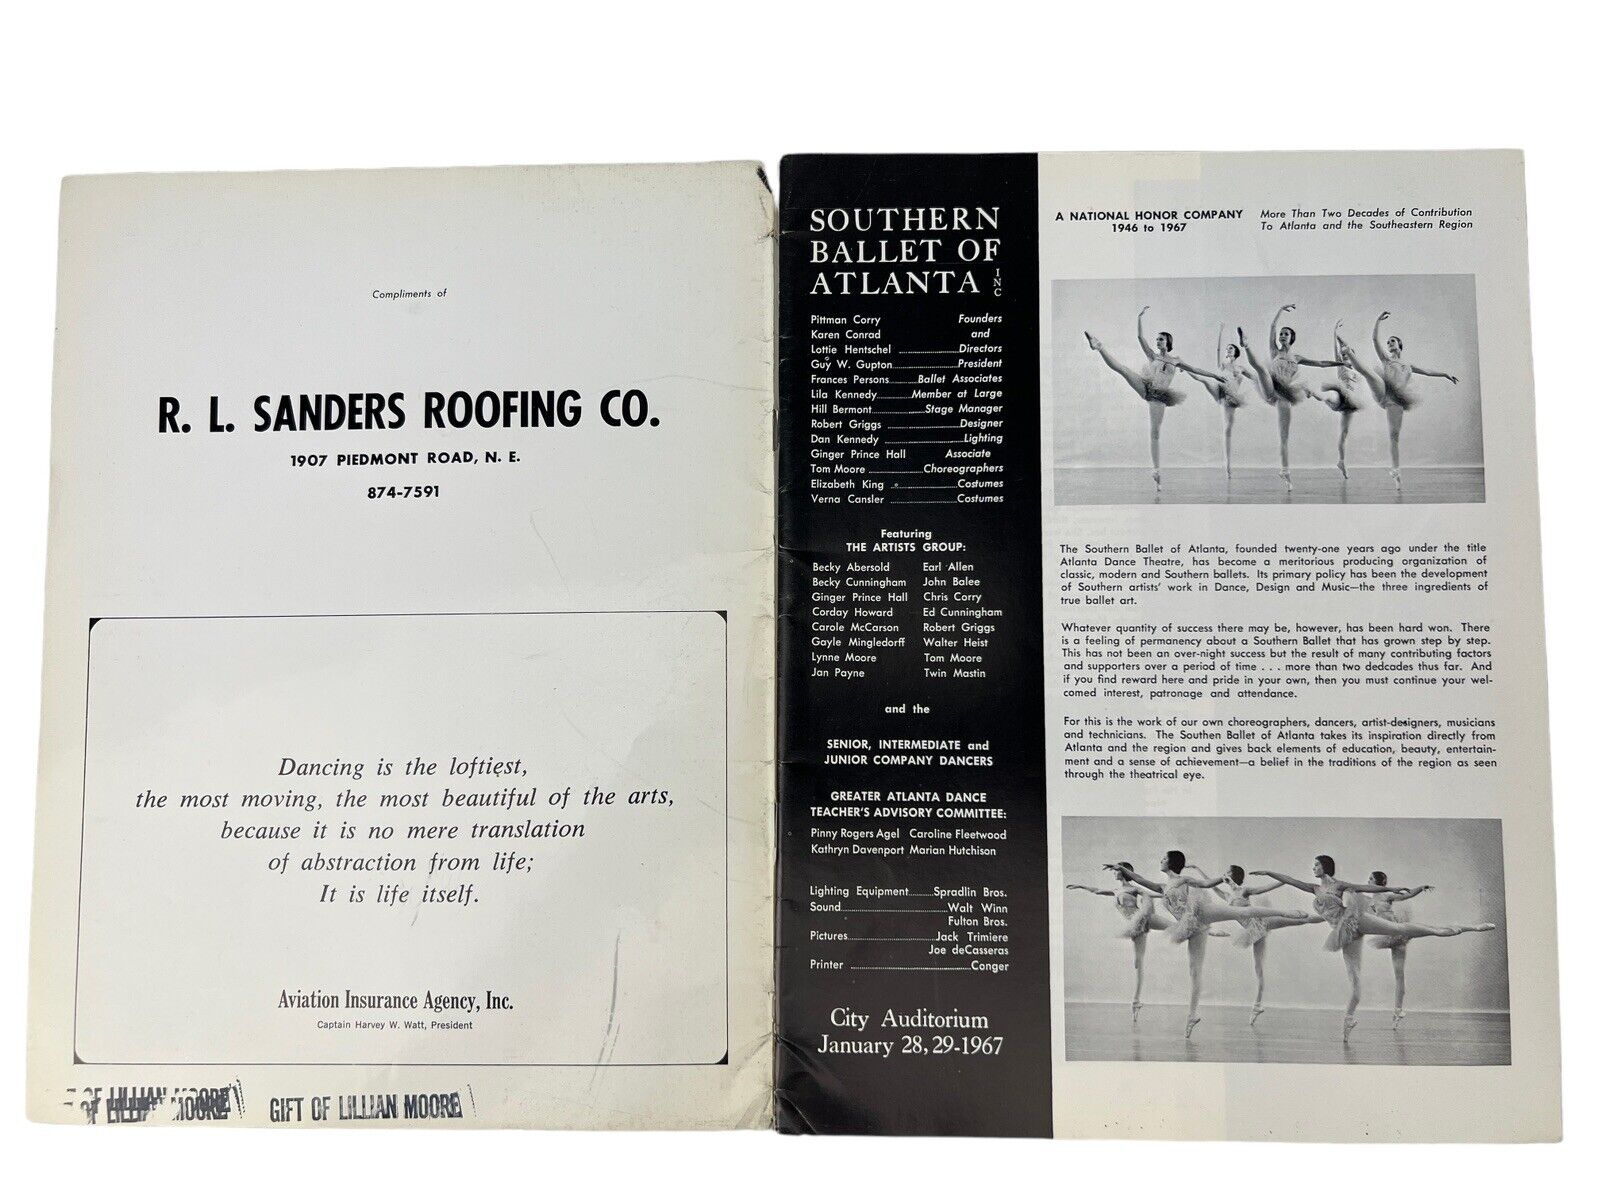 Compliments of
R. L. SANDERS ROOFING CO.
1907 PIEDMONT ROAD, N. E.
874-7591
Dancing is the loftiest,
the most moving, the most beautiful of the arts,
because it is no mere translation
of abstraction from life;
It is life itself.
Aviation Insurance Agency, Inc.
Captain Harvey W. Watt, President
OF LILLIAN MOORE
GIFT OF LILLIAN MOORE
SOUTHERN
BALLET OF
ATLANTA INC
Pittman Corry Founders
Karen Conrad and
Lottie Hentschel Directors
Guy W. Gupton President
Frances Persons Ballet Associates
Lila Kennedy Member at Large
Hill Bermont Stage Manager
Robert Griggs Designer
Dan Kennedy Lighting
Ginger Prince Hall Associate
Tom Moore Choreographers
Elizabeth King Costumes
Verna Cansler Costumes
Featuring
THE ARTISTS GROUP:
Becky Abersold Earl Allen
Becky Cunningham John Balee
Ginger Prince Hall Chris Corry
Corday Howard Ed Cunningham
Carole McCarson Robert Griggs
Gayle Mingledorff Walter Heist
Lynne Moore Tom Moore
Jan Payne Twin Mastin
and the
SENIOR, INTERMEDIATE and
JUNIOR COMPANY DANCERS
GREATER ATLANTA DANCE
TEACHER'S ADVISORY COMMITTEE:
Pinny Rogers Agel Caroline Fleetwood
Kathryn Davenport Marian Hutchison
Lighting Equipment Spradlin Bros.
Sound Walt Winn
Fulton Bros.
Pictures Jack Trimiere
Joe deCasseras
Printer Conger
City Auditorium
January 28, 29-1967
A NATIONAL HONOR COMPANY
1946 to 1967
More Than Two Decades of Contribution
To Atlanta and the Southeastern Region
The Southern Ballet of Atlanta, founded twenty-one years ago under the title
Atlanta Dance Theatre, has become a meritorious producing organization of
classic, modern and Southern ballets. Its primary policy has been the development
of Southern artists' work in Dance, Design and Music—the three ingredients of
true ballet art.
Whatever quantity of success there may be, however, has been hard won. There
is a feeling of permanency about a Southern Ballet that has grown step by step.
This has not been an over-night success but the result of many contributing factors
and supporters over a period of time . . . more than two dedcades thus far. And
if you find reward here and pride in your own, then you must continue your wel-
comed interest, patronage and attendance.
For this is the work of our own choreographers, dancers, artist-designers, musicians
and technicians. The Southen Ballet of Atlanta takes its inspiration directly from
Atlanta and the region and gives back elements of education, beauty, entertain-
ment and a sense of achievement—a belief in the traditions of the region as seen
through the theatrical eye.